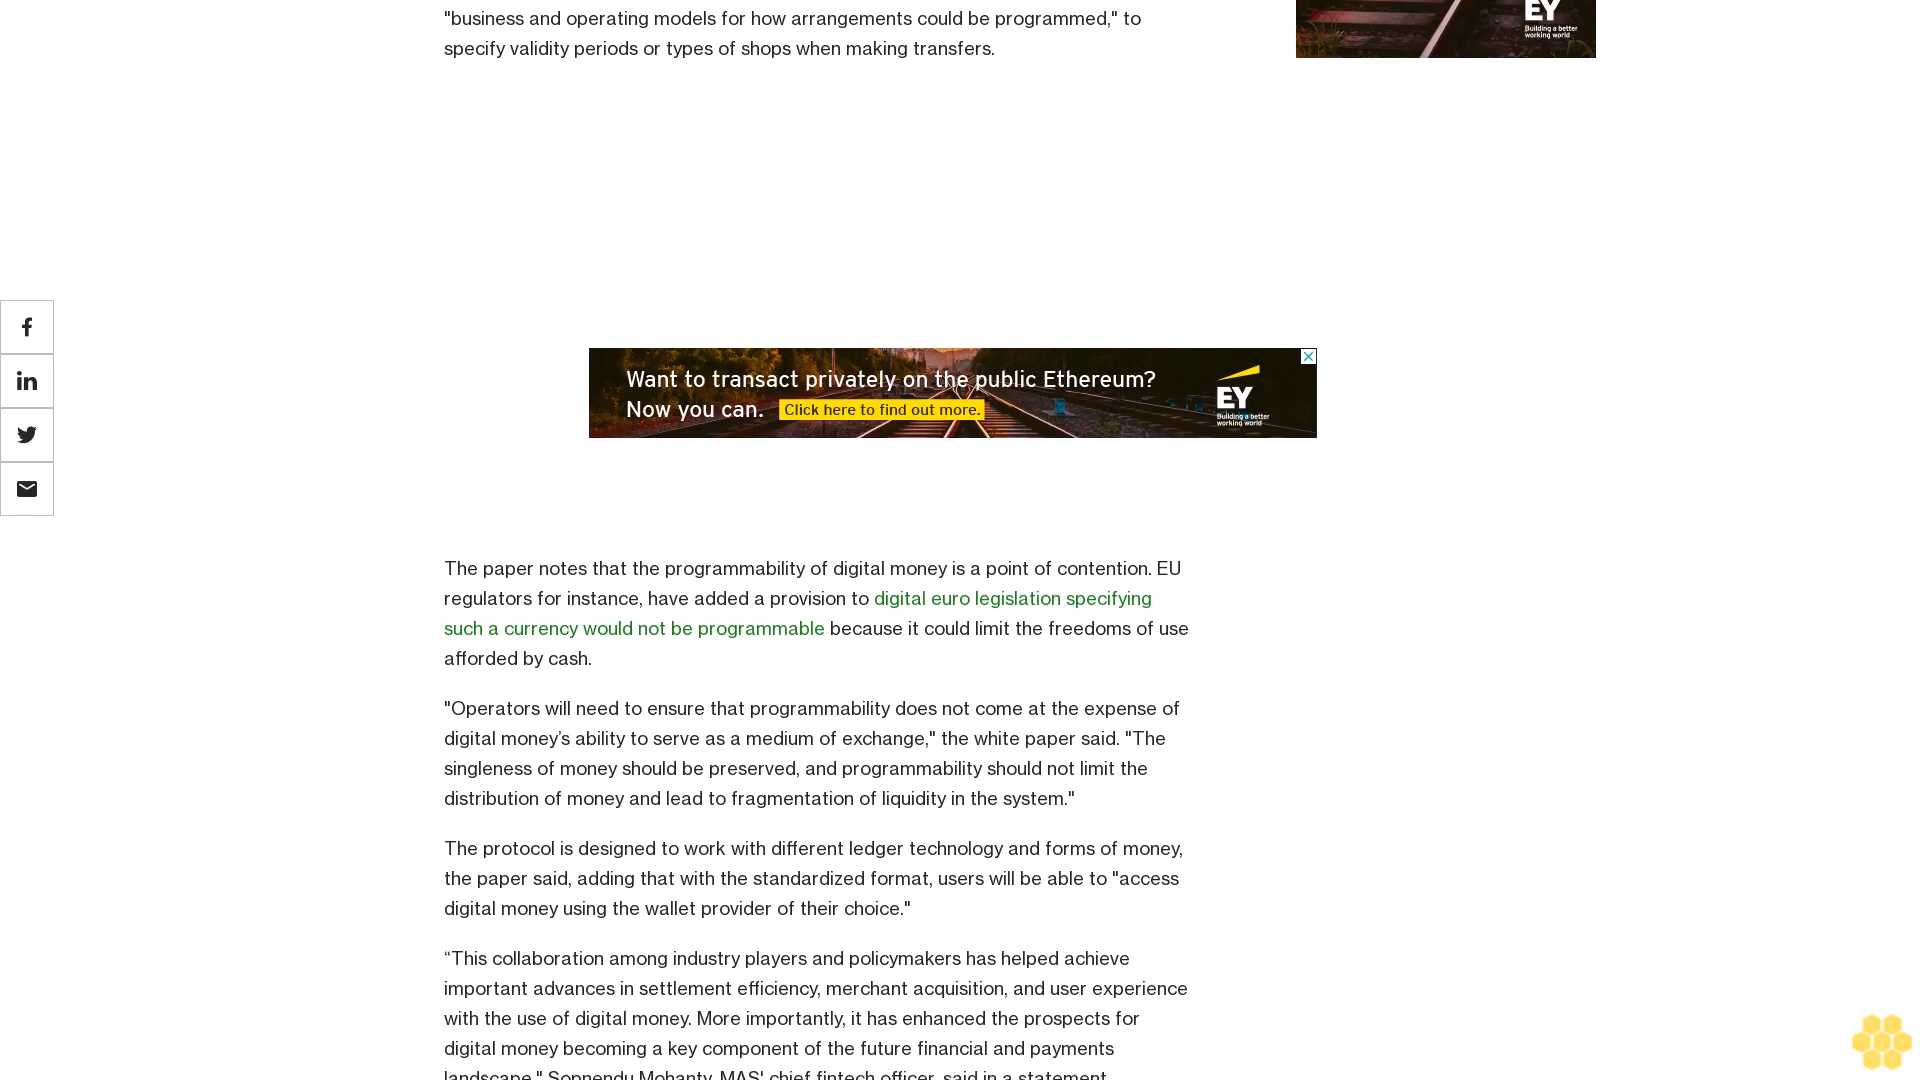 "business and operating models for how arrangements could be programmed," to
specify validity periods or types of shops when making transfers.
EY
Building a better
working world
Want to transact privately on the public Ethereum?
Now you can. Click here to find out more.
EY
Building a better
working world
The paper notes that the programmability of digital money is a point of contention. EU
regulators for instance, have added a provision to digital euro legislation specifying
such a currency would not be programmable because it could limit the freedoms of use
afforded by cash.
"Operators will need to ensure that programmability does not come at the expense of
digital money’s ability to serve as a medium of exchange," the white paper said. "The
singleness of money should be preserved, and programmability should not limit the
distribution of money and lead to fragmentation of liquidity in the system."
The protocol is designed to work with different ledger technology and forms of money,
the paper said, adding that with the standardized format, users will be able to "access
digital money using the wallet provider of their choice."
“This collaboration among industry players and policymakers has helped achieve
important advances in settlement efficiency, merchant acquisition, and user experience
with the use of digital money. More importantly, it has enhanced the prospects for
digital money becoming a key component of the future financial and payments
landscape," Sopnendu Mohanty, MAS' chief fintech officer, said in a statement.